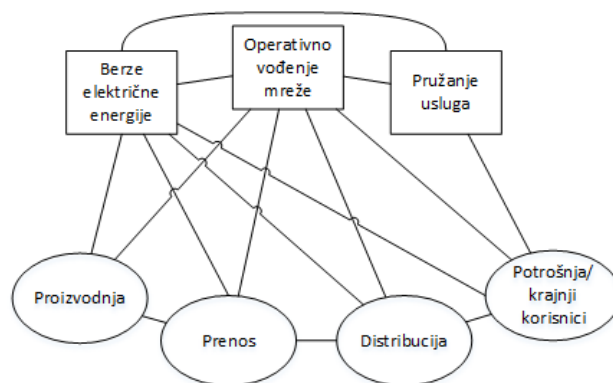 Berze
električne
energije
Operativno
vođenje
mreže
Pružanje
usluga
Proizvodnja
Prenos
Distribucija
Potrošnja/
krajnji
korisnici